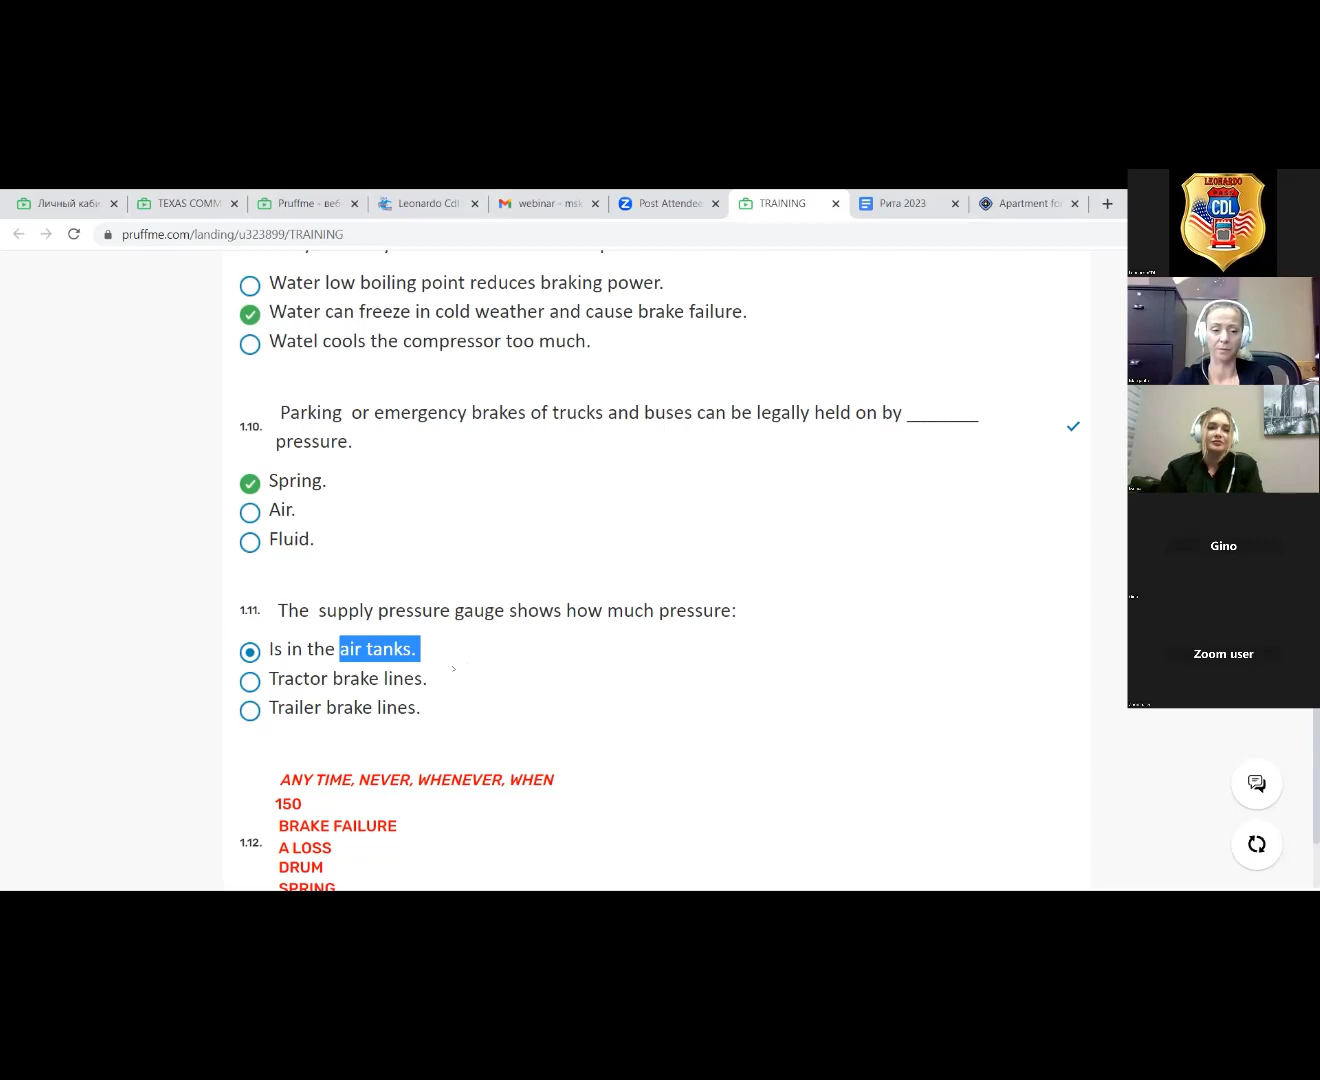 Личный каби
TEXAS COMM
Pruffme - веб
Leonardo Cdl
webinar - msk
Post Attendee
TRAINING
Рита 2023
Apartment fo
pruffme.com/landing/u323899/TRAINING
LEONARDO
PASS
CDL
Water low boiling point reduces braking power.
Water can freeze in cold weather and cause brake failure.
Watel cools the compressor too much.
1.10. Parking or emergency brakes of trucks and buses can be legally held on by _______
pressure.
Spring.
Air.
Fluid.
1.11. The supply pressure gauge shows how much pressure:
Is in the air tanks.
Tractor brake lines.
Trailer brake lines.
1.12.
ANY TIME, NEVER, WHENEVER, WHEN
150
BRAKE FAILURE
A LOSS
DRUM
SPRING
Gino
Zoom user